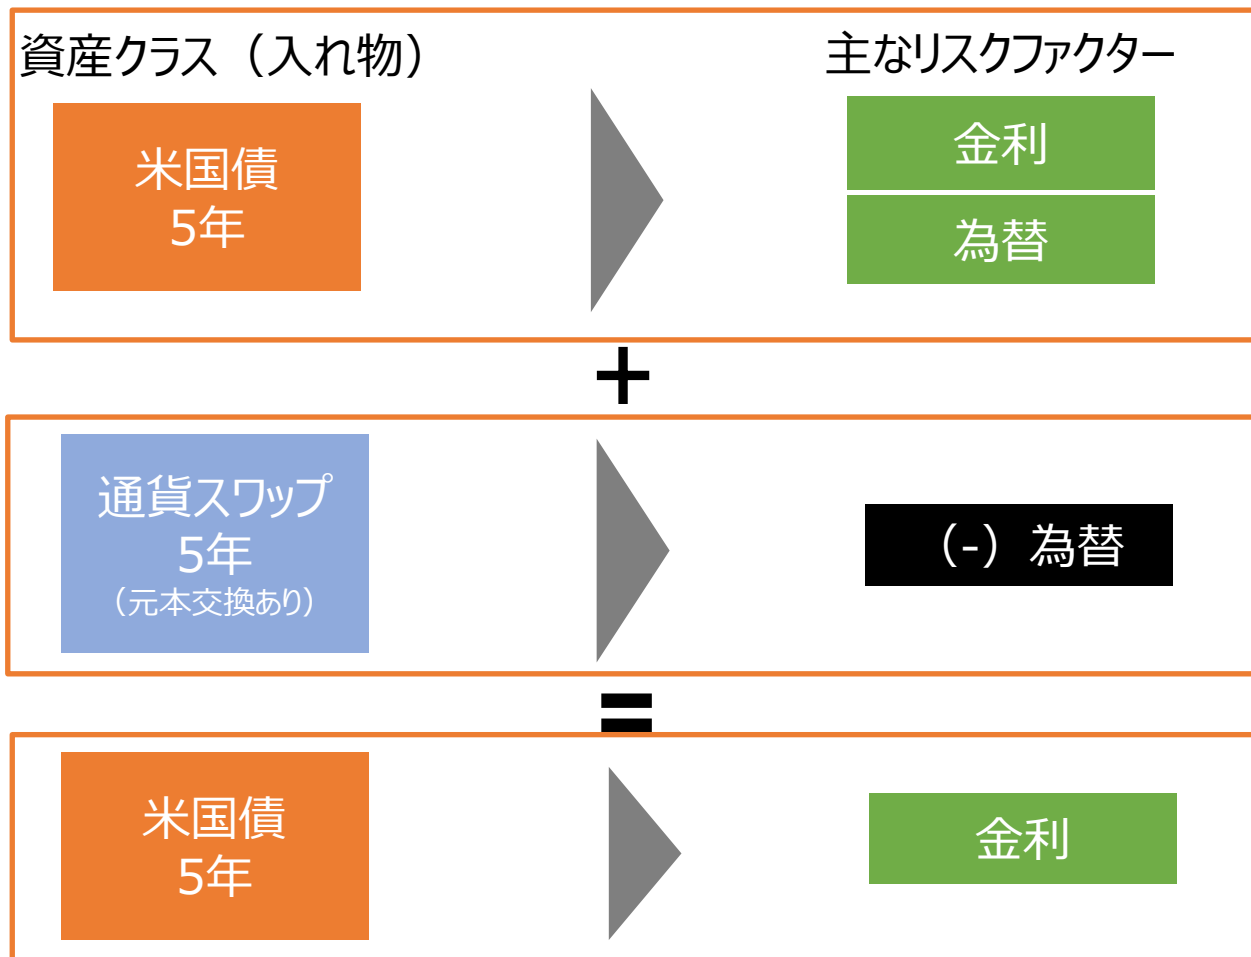 資産クラス（入れ物）
主なリスクファクター
米国債
5年
金利
為替
+
通貨スワップ
5年
（元本交換あり）
（-）為替
=
米国債
5年
金利